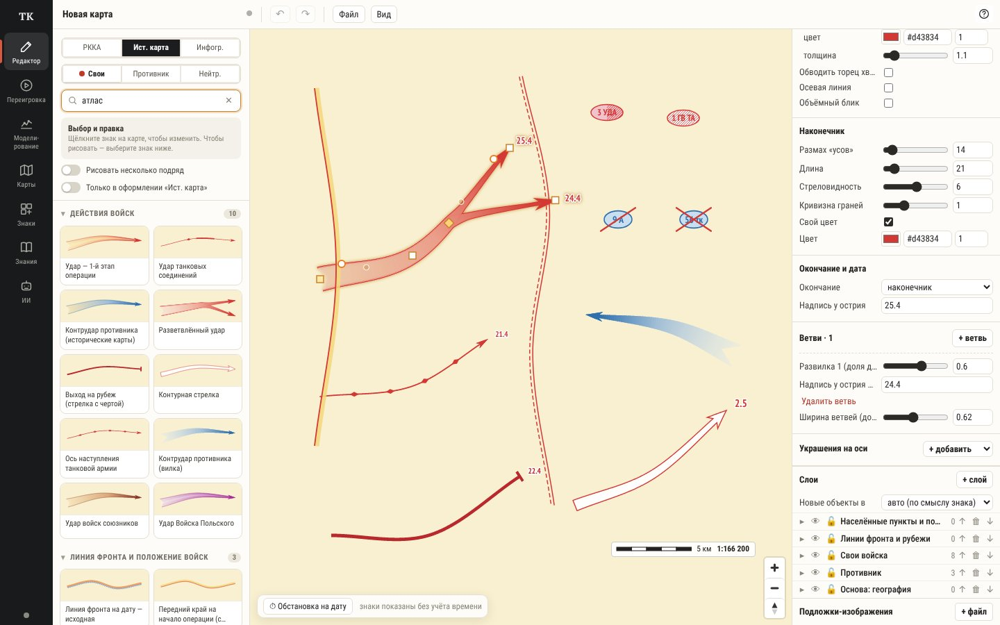 ТК
Редактор
Переигровка
Модели-
рование
Карты
Знаки
Знания
ИИ
Новая карта
Файл
Вид
РККА
Ист. карта
Инфогр.
Свои
Противник
Нейтр.
атлас
Выбор и правка
Щёлкните знак на карте, чтобы изменить. Чтобы
рисовать — выберите знак ниже.
Рисовать несколько подряд
Только в оформлении «Ист. карта»
ДЕЙСТВИЯ ВОЙСК
10
Удар — 1-й этап
операции
Удар танковых
соединений
Контрудар противника
(исторические карты)
Разветвлённый удар
Выход на рубеж
(стрелка с чертой)
Контурная стрелка
Ось наступления
танковой армии
Контрудар противника
(вилка)
Удар войск союзников
Удар Войска Польского
ЛИНИЯ ФРОНТА И ПОЛОЖЕНИЕ ВОЙСК
3
Линия фронта на дату —
исходная
Передний край на
начало операции (с...
3 УДА
1 ГВ ТА
25.4
24.4
9 А
21.4
2.5
22.4
5 км 1:166 200
Обстановка на дату
знаки показаны без учёта времени
цвет
#d43834
1
толщина
1.1
Обводить торец хв...
Осевая линия
Объёмный блик
Наконечник
Размах «усов»
14
Длина
21
Стреловидность
6
Кривизна граней
1
Свой цвет
Цвет
#d43834
1
Окончание и дата
Окончание
наконечник
Надпись у острия
25.4
Ветви · 1
+ ветвь
Развилка 1 (доля д...
0.6
Надпись у острия ...
24.4
Удалить ветвь
Ширина ветвей (до...
0.62
Украшения на оси
+ добавить
Слои
+ слой
Новые объекты в
авто (по смыслу знака)
Населённые пункты и по...
0
Линии фронта и рубежи
0
Свои войска
8
Противник
3
Основа: география
0
Подложки-изображения
+ файл